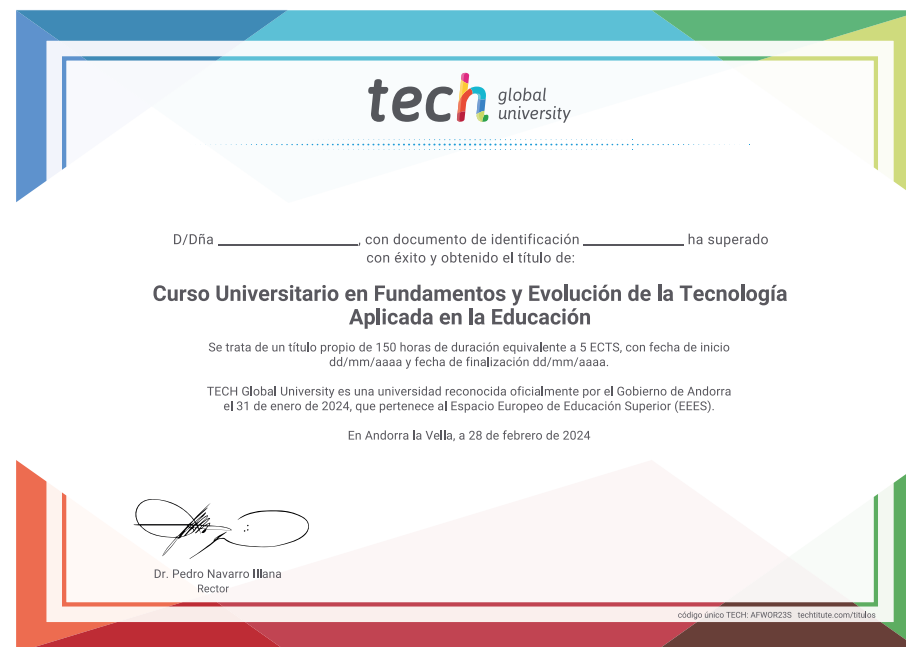 tech global university
D/Dña ____________________, con documento de identificación ______________ ha superado
con éxito y obtenido el título de:
Curso Universitario en Fundamentos y Evolución de la Tecnología
Aplicada en la Educación
Se trata de un título propio de 150 horas de duración equivalente a 5 ECTS, con fecha de inicio
dd/mm/aaaa y fecha de finalización dd/mm/aaaa.
TECH Global University es una universidad reconocida oficialmente por el Gobierno de Andorra
el 31 de enero de 2024, que pertenece al Espacio Europeo de Educación Superior (EEES).
En Andorra la Vella, a 28 de febrero de 2024
Dr. Pedro Navarro Illana
Rector
código único TECH: AFWOR23S techtitute.com/titulos